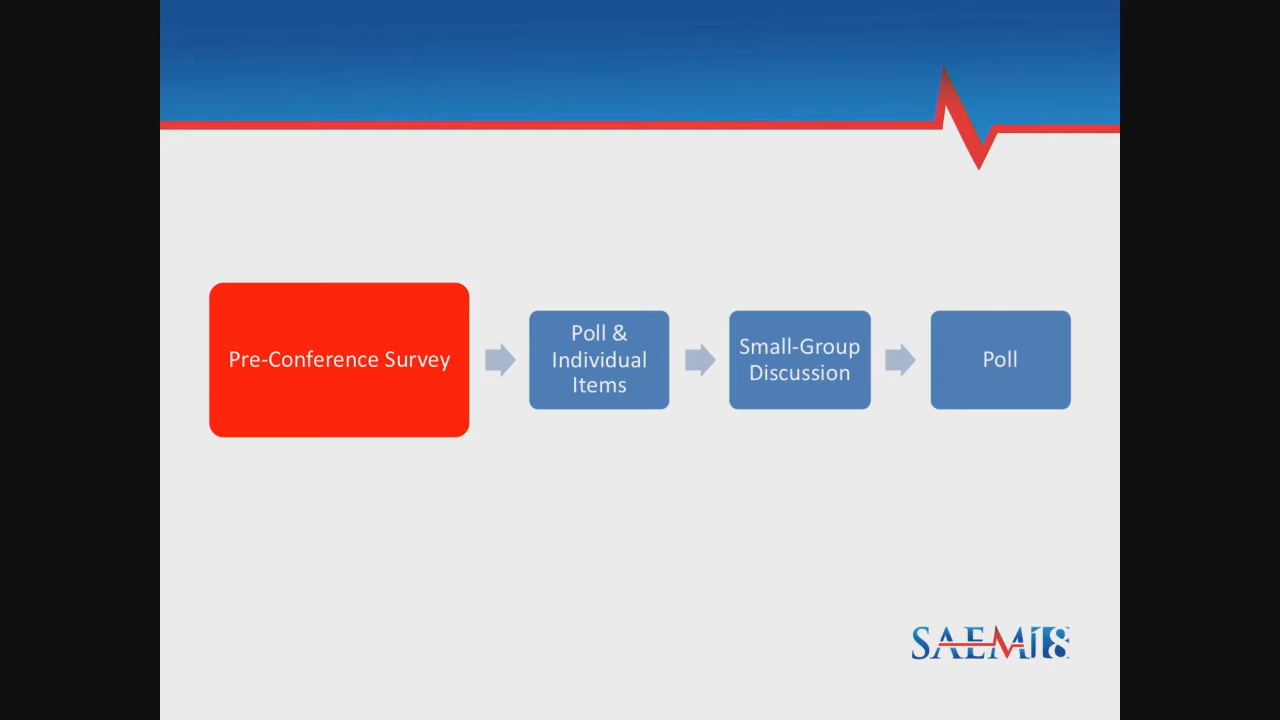 Pre-Conference Survey
Poll &
Individual
Items
Small-Group
Discussion
Poll
SAEM18